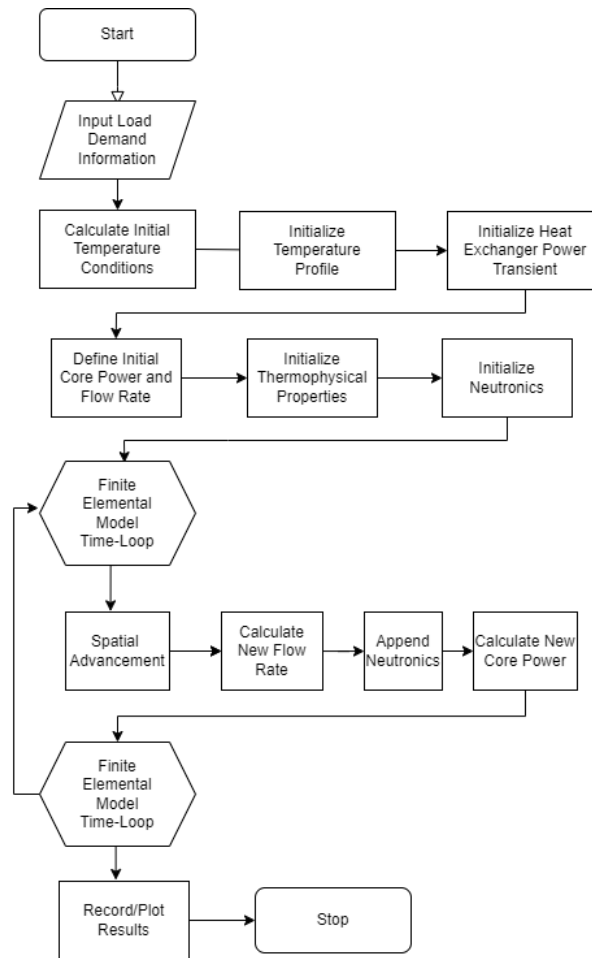 Start
Input Load
Demand
Information
Calculate Initial
Temperature
Conditions
Initialize
Temperature
Profile
Initialize Heat
Exchanger Power
Transient
Define Initial
Core Power and
Flow Rate
Initialize
Thermophysical
Properties
Initialize
Neutronics
Finite
Elemental
Model
Time-Loop
Spatial
Advancement
Calculate
New Flow
Rate
Append
Neutronics
Calculate New
Core Power
Finite
Elemental
Model
Time-Loop
Record/Plot
Results
Stop